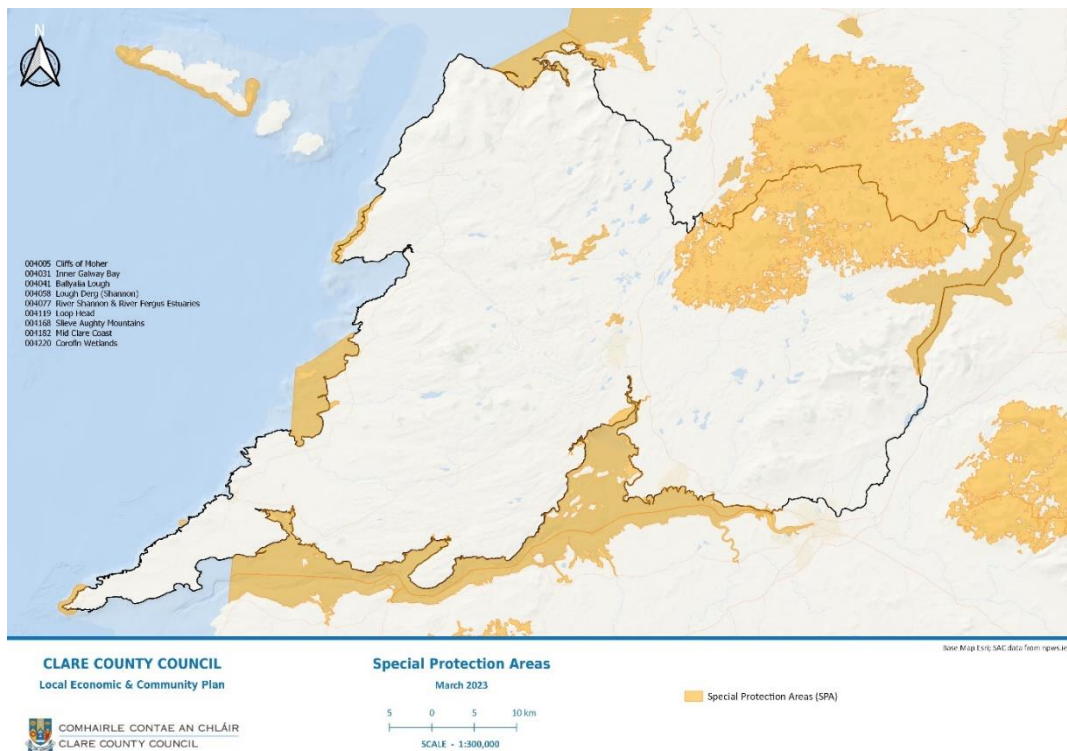 N
004005 Cliffs of Moher
004031 Inner Galway Bay
004041 Ballyalla Lough
004058 Lough Derg (Shannon)
004077 River Shannon & River Fergus Estuaries
004119 Loop Head
004168 Slieve Aughty Mountains
004182 Mid Clare Coast
004220 Corofin Wetlands
Base Map Esri; SAC data from npws.ie
CLARE COUNTY COUNCIL
Local Economic & Community Plan
COMHAIRLE CONTAE AN CHLÁIR
CLARE COUNTY COUNCIL
Special Protection Areas
March 2023
5 0 5 10 km
SCALE - 1:300,000
Special Protection Areas (SPA)